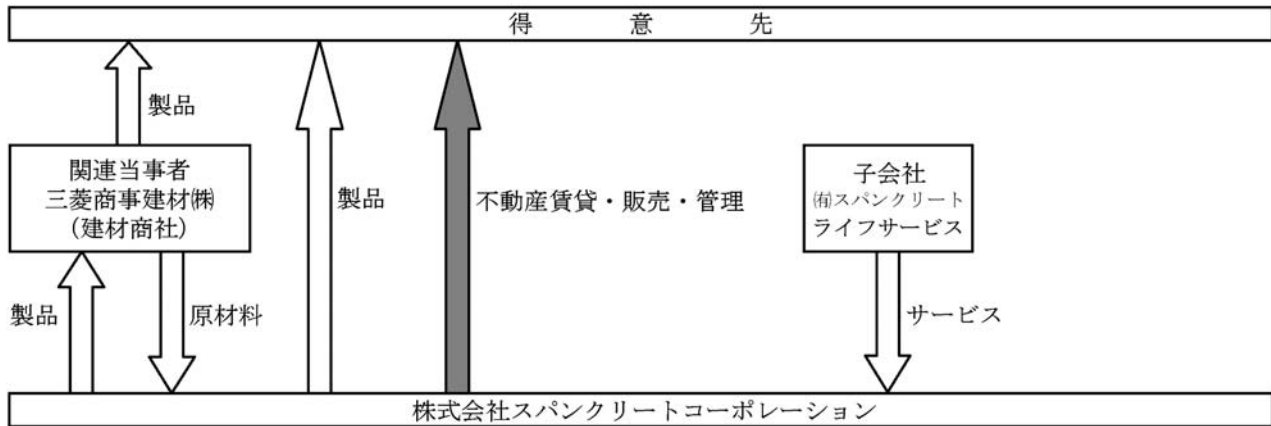 得意先
製品
関連当事者
三菱商事建材㈱
(建材商社)
製品
不動産賃貸・販売・管理
子会社
㈲スパンクリート
ライフサービス
製品
原材料
サービス
株式会社スパンクリートコーポレーション